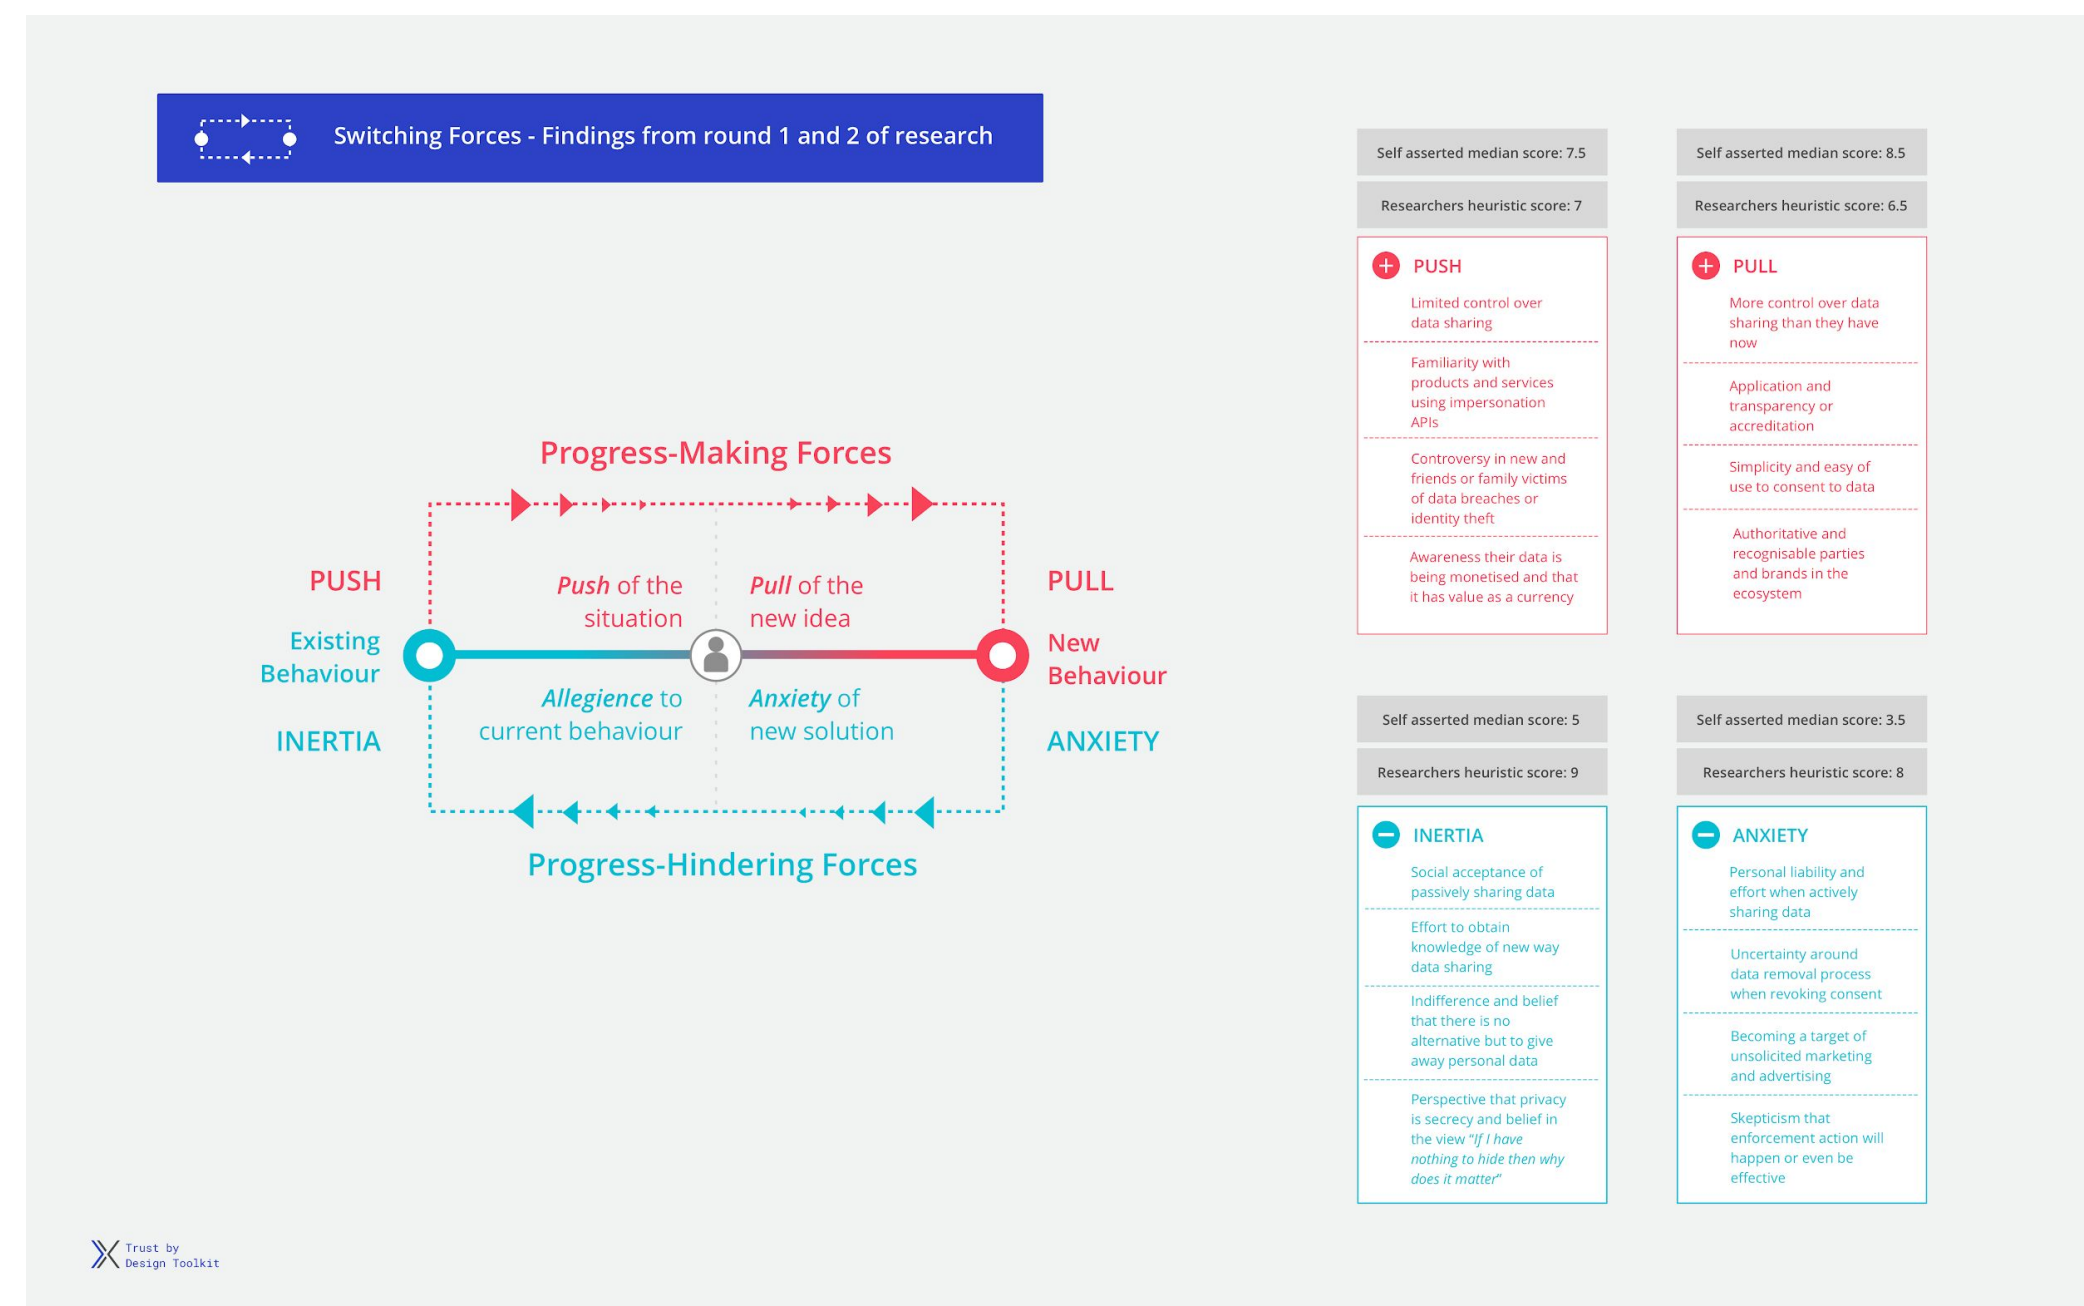 Switching Forces - Findings from round 1 and 2 of research
Progress-Making Forces
PUSH
Push of the
situation
Pull of the
new idea
PULL
Existing
Behaviour
New
Behaviour
INERTIA
Allegience to
current behaviour
Anxiety of
new solution
ANXIETY
Progress-Hindering Forces
Self asserted median score: 7.5
Researchers heuristic score: 7
PUSH
Limited control over
data sharing
Familiarity with
products and services
using impersonation
APIs
Controversy in new and
friends or family victims
of data breaches or
identity theft
Awareness their data is
being monetised and that
it has value as a currency
Self asserted median score: 8.5
Researchers heuristic score: 6.5
PULL
More control over data
sharing than they have
now
Application and
transparency or
accreditation
Simplicity and easy of
use to consent to data
Authoritative and
recognisable parties
and brands in the
ecosystem
Self asserted median score: 5
Researchers heuristic score: 9
INERTIA
Social acceptance of
passively sharing data
Effort to obtain
knowledge of new way
data sharing
Indifference and belief
that there is no
alternative but to give
away personal data
Perspective that privacy
is secrecy and belief in
the view “If I have
nothing to hide then why
does it matter”
Self asserted median score: 3.5
Researchers heuristic score: 8
ANXIETY
Personal liability and
effort when actively
sharing data
Uncertainty around
data removal process
when revoking consent
Becoming a target of
unsolicited marketing
and advertising
Skepticism that
enforcement action will
happen or even be
effective
Trust by
Design Toolkit